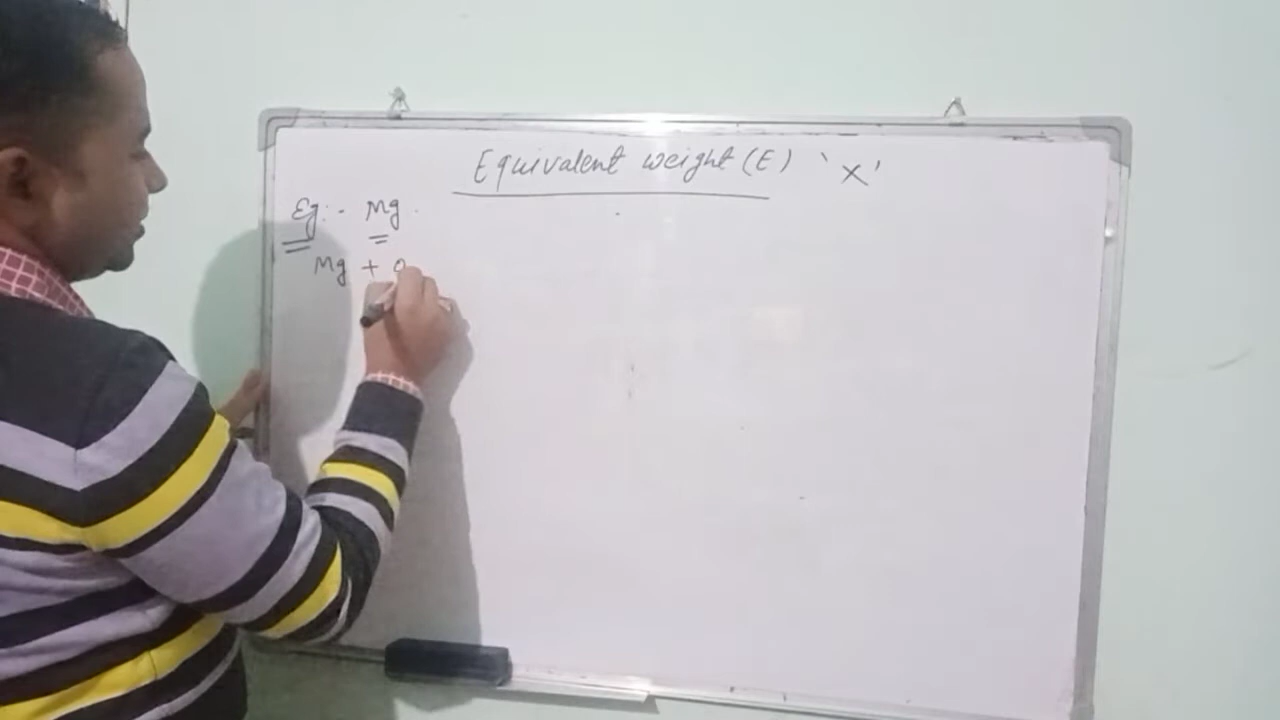 Equivalent weight (E) 'X'
Eg:- Mg.
Mg + O